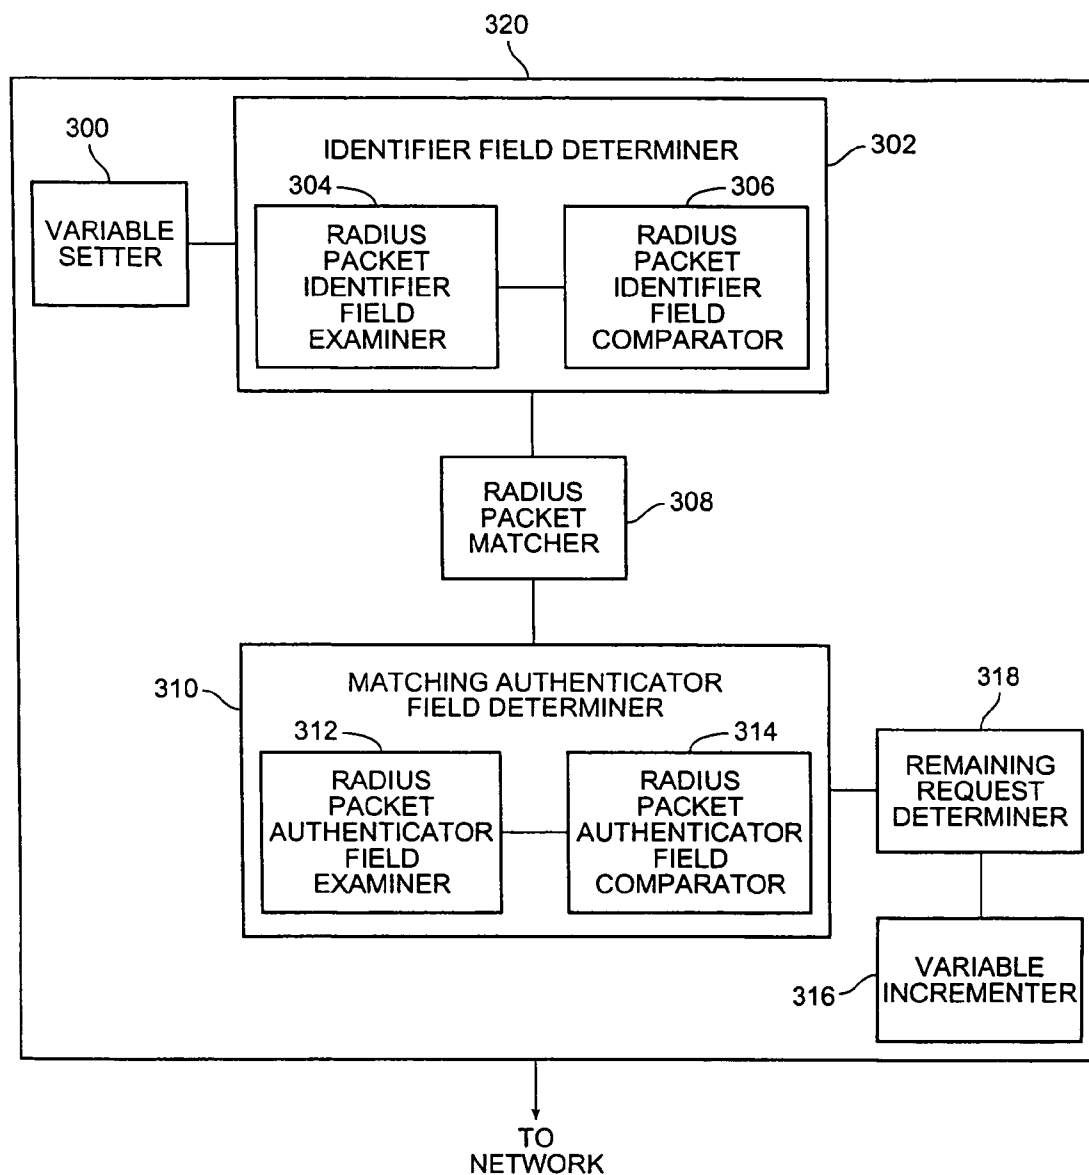 320
300
VARIABLE
SETTER
IDENTIFIER FIELD DETERMINER
302
304
RADIUS
PACKET
IDENTIFIER
FIELD
EXAMINER
306
RADIUS
PACKET
IDENTIFIER
FIELD
COMPARATOR
RADIUS
PACKET
MATCHER
308
310
MATCHING AUTHENTICATOR
FIELD DETERMINER
312
RADIUS
PACKET
AUTHENTICATOR
FIELD
EXAMINER
314
RADIUS
PACKET
AUTHENTICATOR
FIELD
COMPARATOR
318
REMAINING
REQUEST
DETERMINER
316
VARIABLE
INCREMENTER
TO
NETWORK